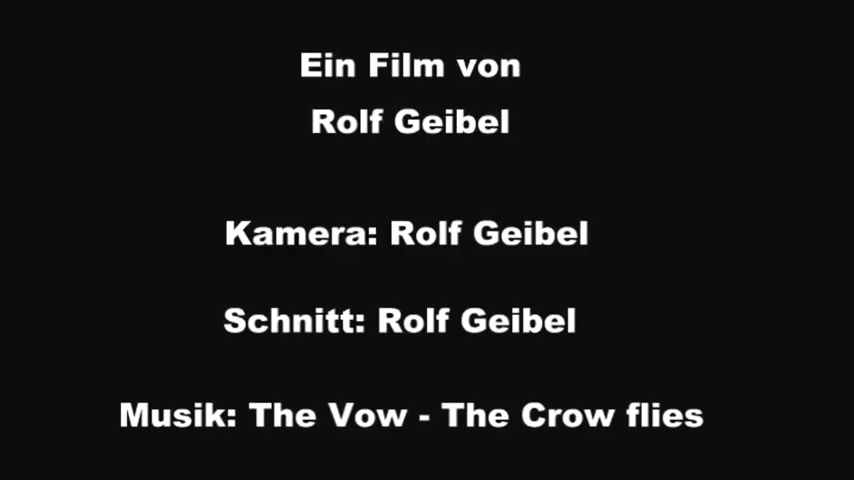 Ein Film von
Rolf Geibel
Kamera: Rolf Geibel
Schnitt: Rolf Geibel
Musik: The Vow - The Crow flies